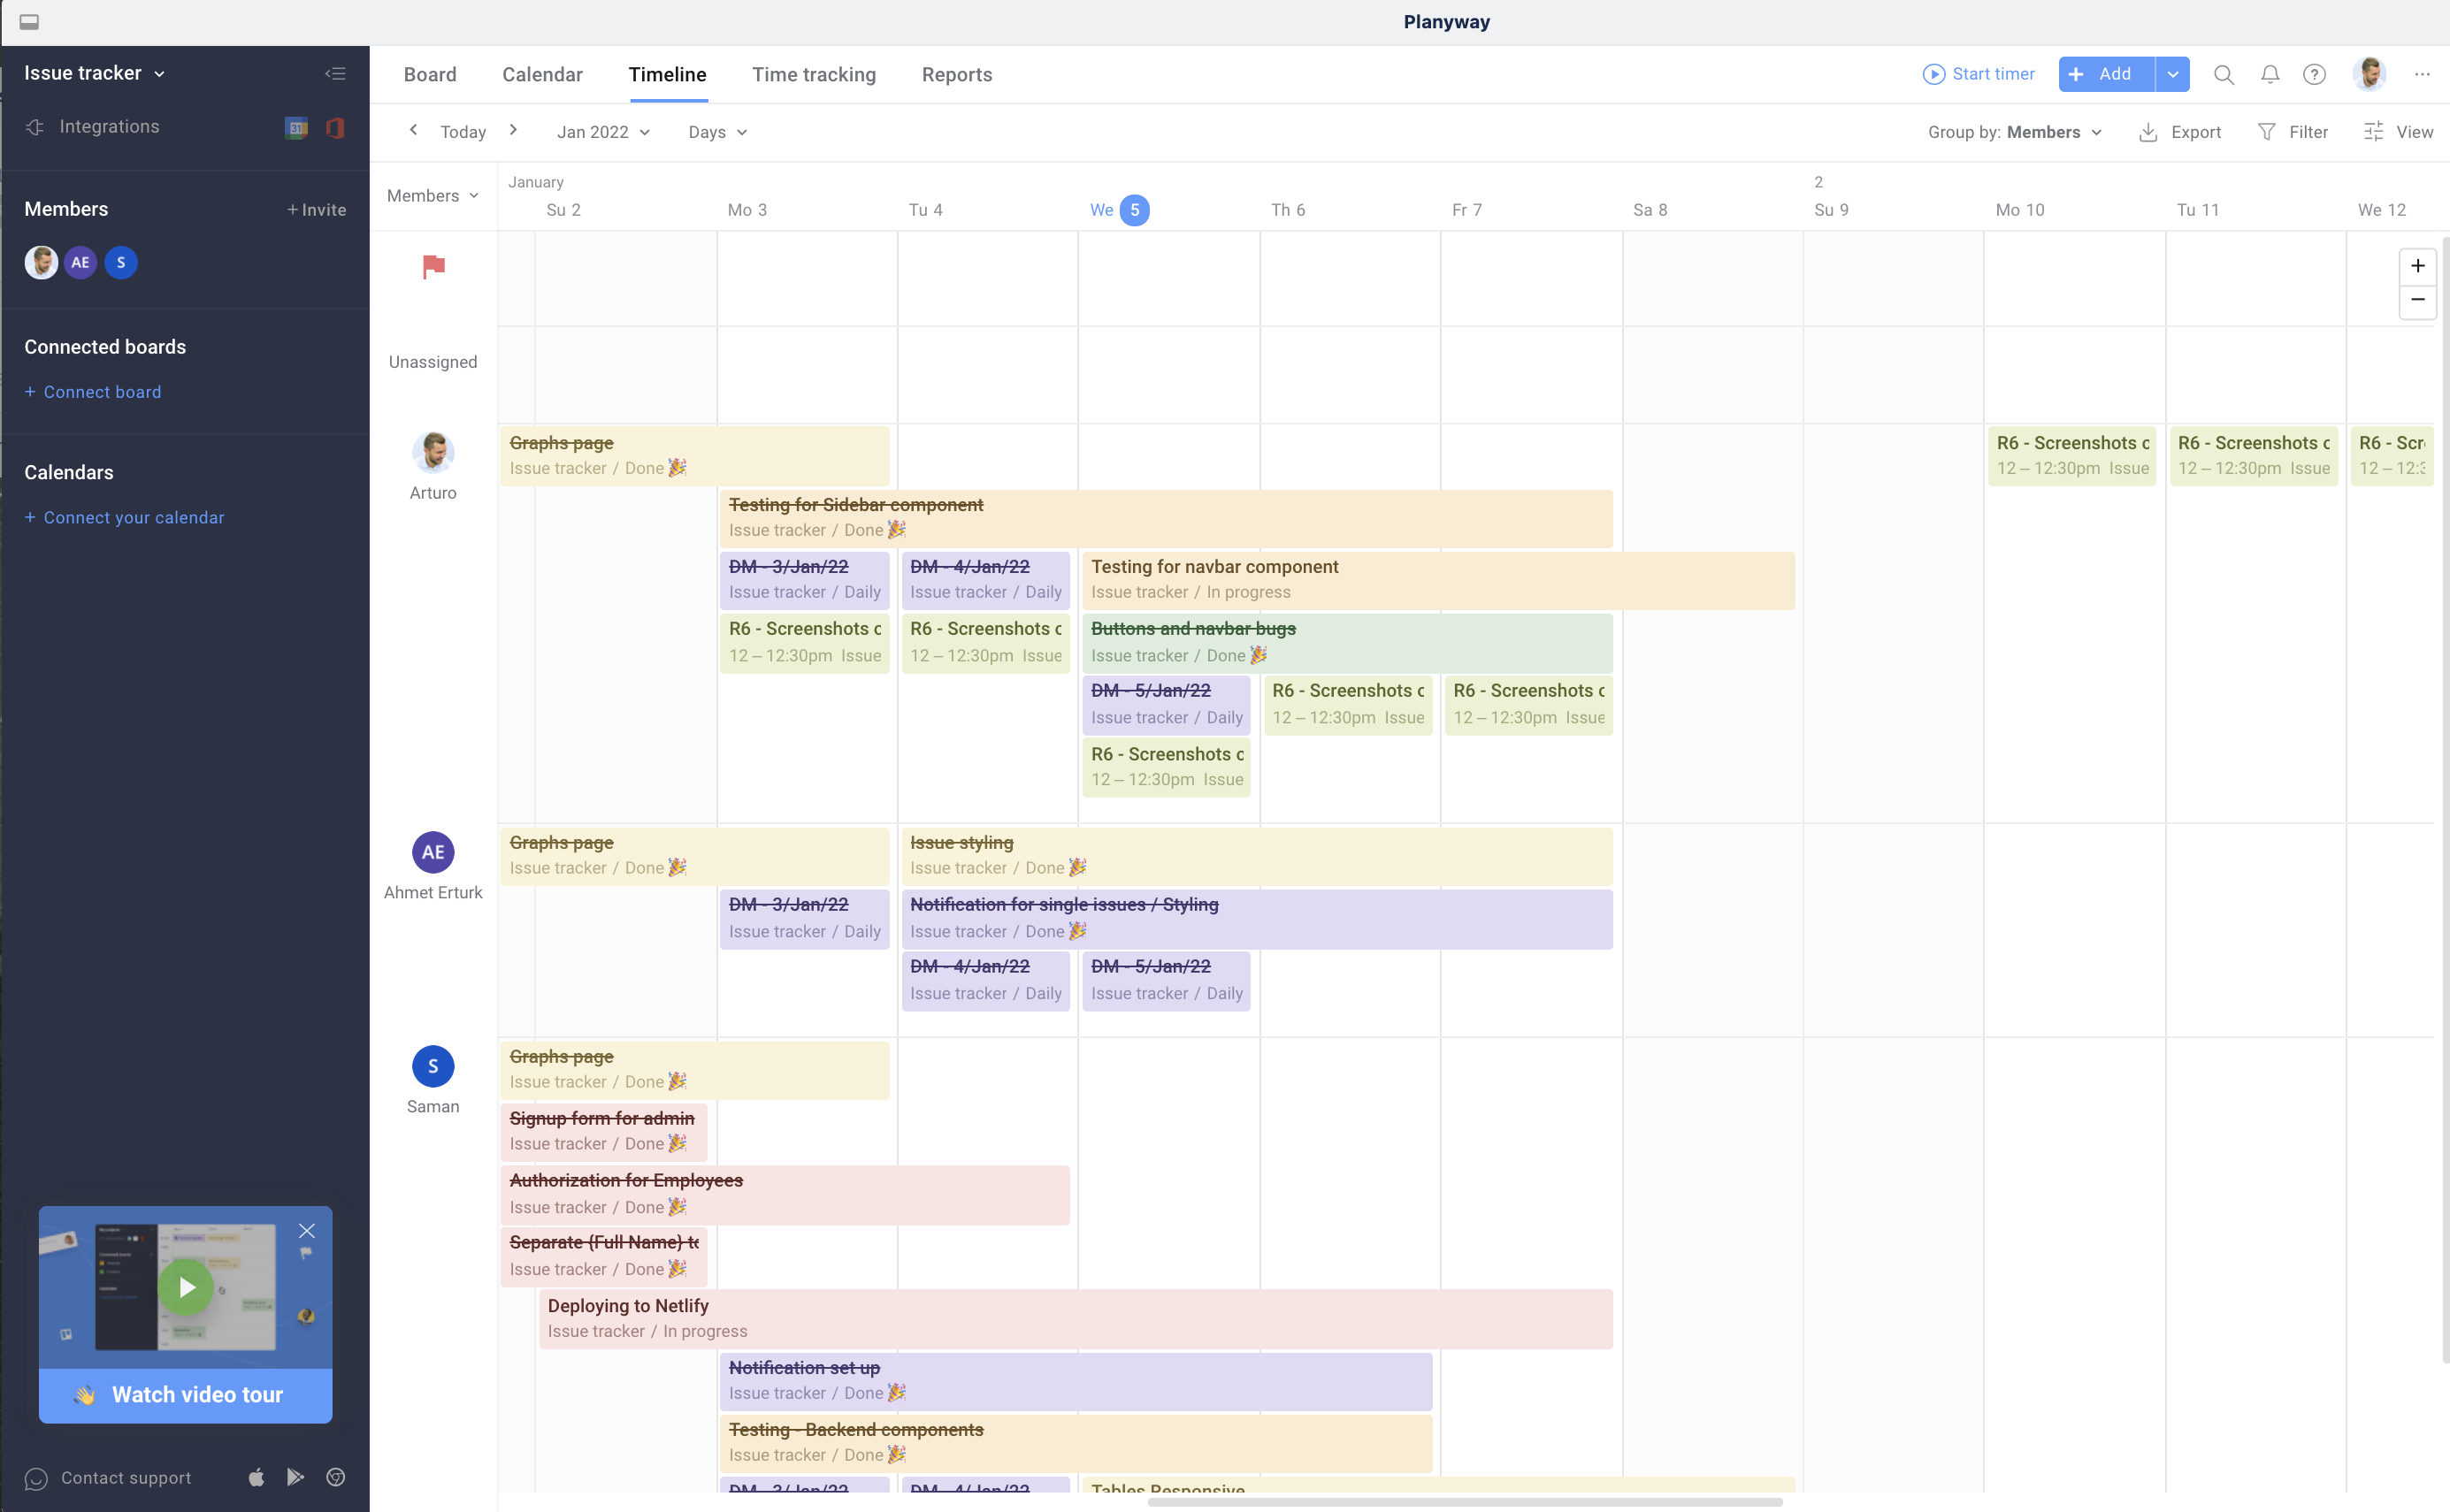 Planyway
Issue tracker
Integrations
31
Members
+ Invite
AE
S
Connected boards
+ Connect board
Calendars
+ Connect your calendar
👋 Watch video tour
Contact support
Board Calendar Timeline Time tracking Reports
Start timer
+ Add
?
Today
Jan 2022
Days
Group by: Members
Export
Filter
View
Members
January
2
Su 2 Mo 3 Tu 4 We 5 Th 6 Fr 7 Sa 8 Su 9 Mo 10 Tu 11 We 12
+
−
Unassigned
Arturo
Graphs page
Issue tracker / Done 🎉
R6 - Screenshots c
12 – 12:30pm Issue
R6 - Screenshots c
12 – 12:30pm Issue
R6 - Scr
12 – 12:3
Testing for Sidebar component
Issue tracker / Done 🎉
DM - 3/Jan/22
Issue tracker / Daily
DM - 4/Jan/22
Issue tracker / Daily
Testing for navbar component
Issue tracker / In progress
R6 - Screenshots c
12 – 12:30pm Issue
R6 - Screenshots c
12 – 12:30pm Issue
Buttons and navbar bugs
Issue tracker / Done 🎉
DM - 5/Jan/22
Issue tracker / Daily
R6 - Screenshots c
12 – 12:30pm Issue
R6 - Screenshots c
12 – 12:30pm Issue
R6 - Screenshots c
12 – 12:30pm Issue
AE
Ahmet Erturk
Graphs page
Issue tracker / Done 🎉
Issue styling
Issue tracker / Done 🎉
DM - 3/Jan/22
Issue tracker / Daily
Notification for single issues / Styling
Issue tracker / Done 🎉
DM - 4/Jan/22
Issue tracker / Daily
DM - 5/Jan/22
Issue tracker / Daily
S
Saman
Graphs page
Issue tracker / Done 🎉
Signup form for admin
Issue tracker / Done 🎉
Authorization for Employees
Issue tracker / Done 🎉
Separate (Full Name) to
Issue tracker / Done 🎉
Deploying to Netlify
Issue tracker / In progress
Notification set up
Issue tracker / Done 🎉
Testing - Backend components
Issue tracker / Done 🎉
DM - 3/Jan/22
DM - 4/Jan/22
Tables Responsive